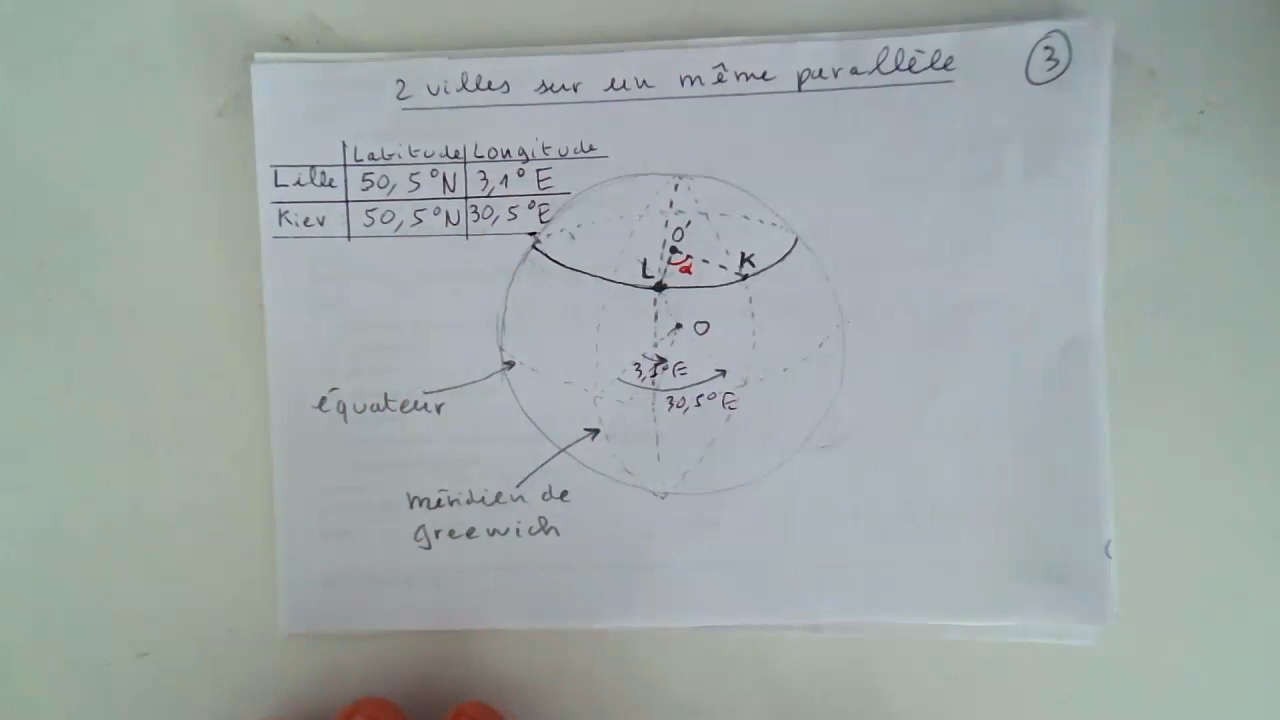 2 villes sur un même parallèle
3
Latitude Longitude
Lille 50,5°N 3,1°E
Kiev 50,5°N 30,5°E
O'
α
L
K
O
3,1°E
30,5°E
équateur
méridien de
greewich